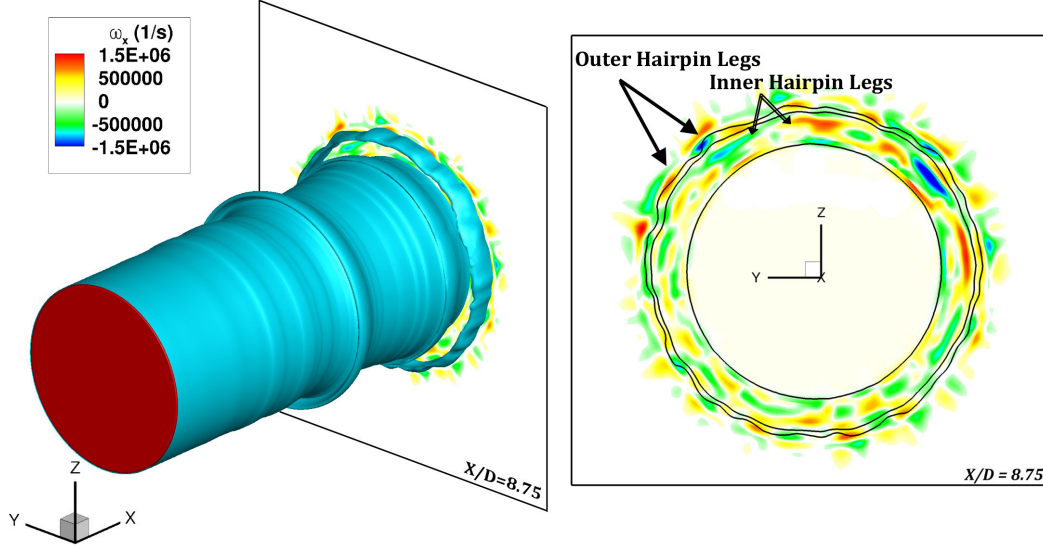 ωx (1/s)
1.5E+06
500000
0
-500000
-1.5E+06
X/D=8.75
Z
Y
X
Outer Hairpin Legs
Inner Hairpin Legs
Z
Y
X
X/D = 8.75